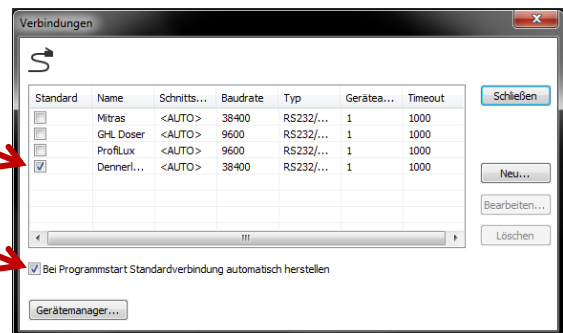 Verbindungen
Standard Name Schnitts... Baudrate Typ Gerätea... Timeout
Mitras <AUTO> 38400 RS232/... 1 1000
GHL Doser <AUTO> 9600 RS232/... 1 1000
ProfiLux <AUTO> 9600 RS232/... 1 1000
Dennerl... <AUTO> 38400 RS232/... 1 1000
Schließen
Neu...
Bearbeiten...
Löschen
Bei Programmstart Standardverbindung automatisch herstellen
Gerätemanager...